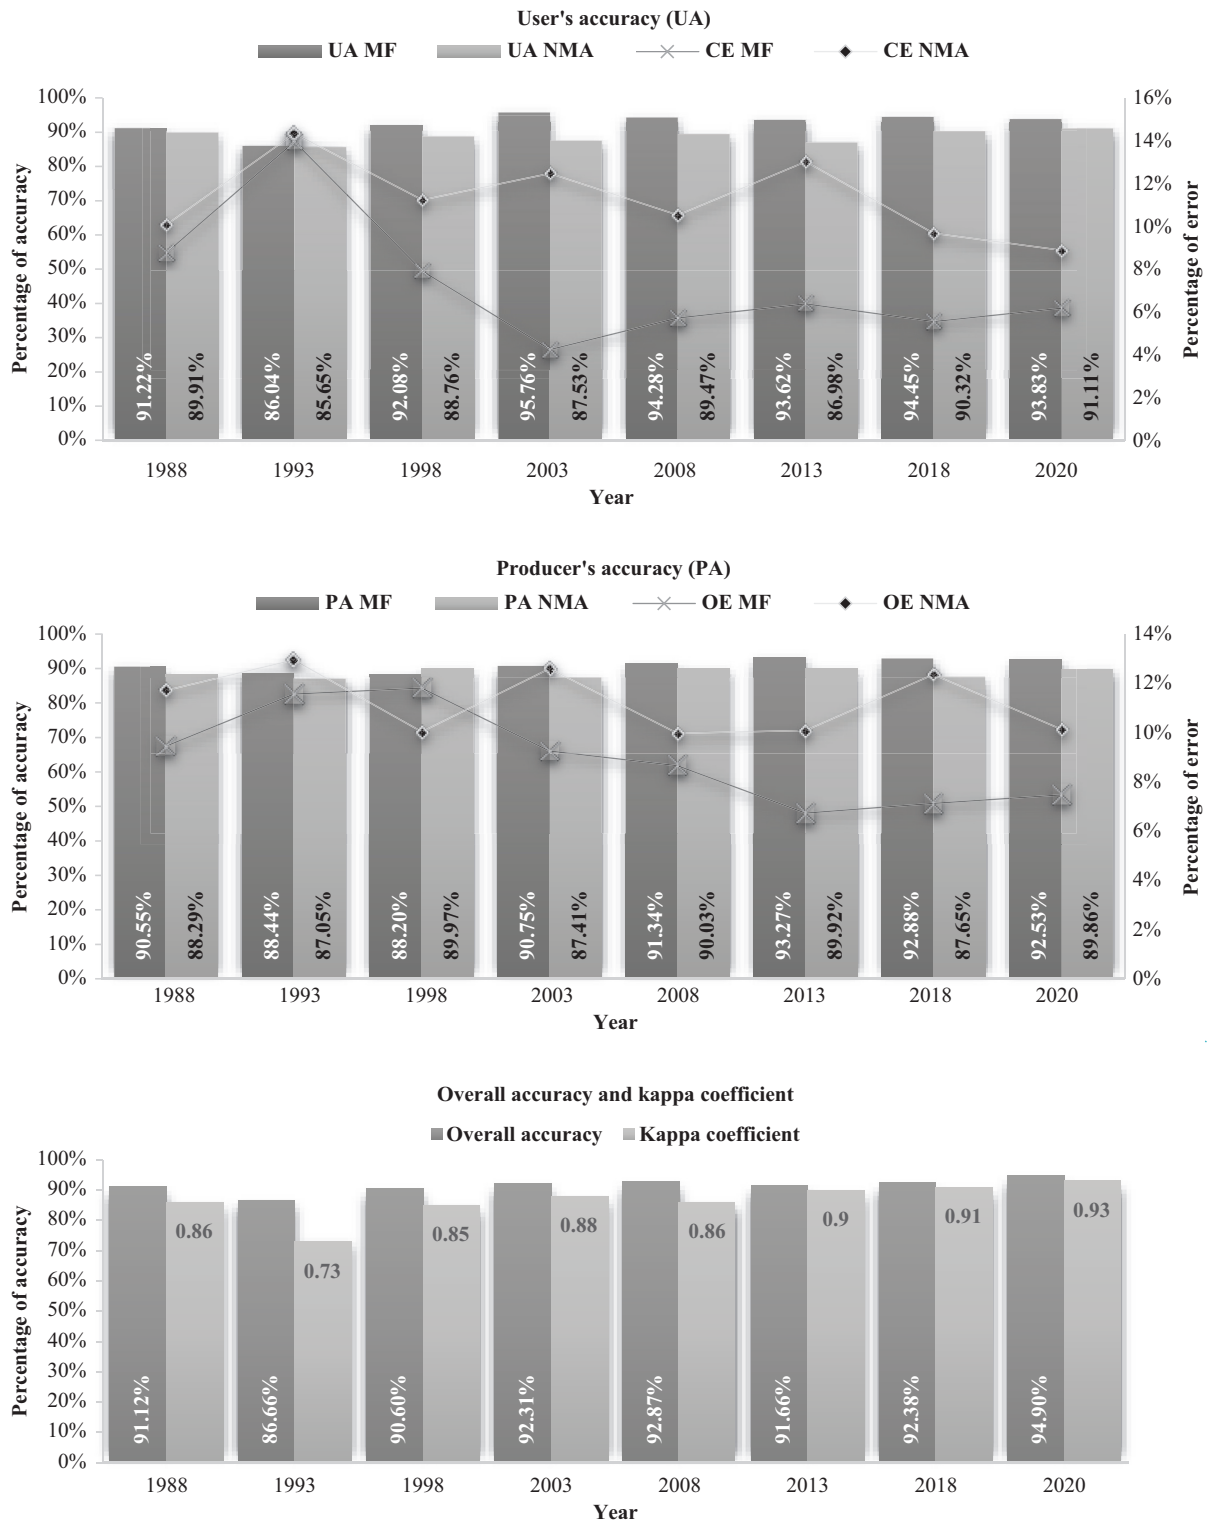 User's accuracy (UA)
UA MF UA NMA CE MF CE NMA
100% 16%
90% 14%
80% 12%
70% 10%
60% 8%
50% 6%
40% 4%
30% 2%
20% 0%
10%
0%
Percentage of accuracy
Percentage of error
91.22% 89.91% 86.04% 85.65% 92.08% 88.76% 95.76% 87.53% 94.28% 89.47% 93.62% 86.98% 94.45% 90.32% 93.83% 91.11%
1988 1993 1998 2003 2008 2013 2018 2020
Year
Producer's accuracy (PA)
PA MF PA NMA OE MF OE NMA
100% 14%
90% 12%
80% 10%
70% 8%
60% 6%
50% 4%
40% 2%
30% 0%
20%
10%
0%
Percentage of accuracy
Percentage of error
90.55% 88.29% 88.44% 87.05% 88.20% 89.97% 90.75% 87.41% 91.34% 90.03% 93.27% 89.92% 92.88% 87.65% 92.53% 89.86%
1988 1993 1998 2003 2008 2013 2018 2020
Year
Overall accuracy and kappa coefficient
Overall accuracy Kappa coefficient
100%
90%
80%
70%
60%
50%
40%
30%
20%
10%
0%
Percentage of accuracy
0.86 0.73 0.85 0.88 0.86 0.9 0.91 0.93
91.12% 86.66% 90.60% 92.31% 92.87% 91.66% 92.38% 94.90%
1988 1993 1998 2003 2008 2013 2018 2020
Year